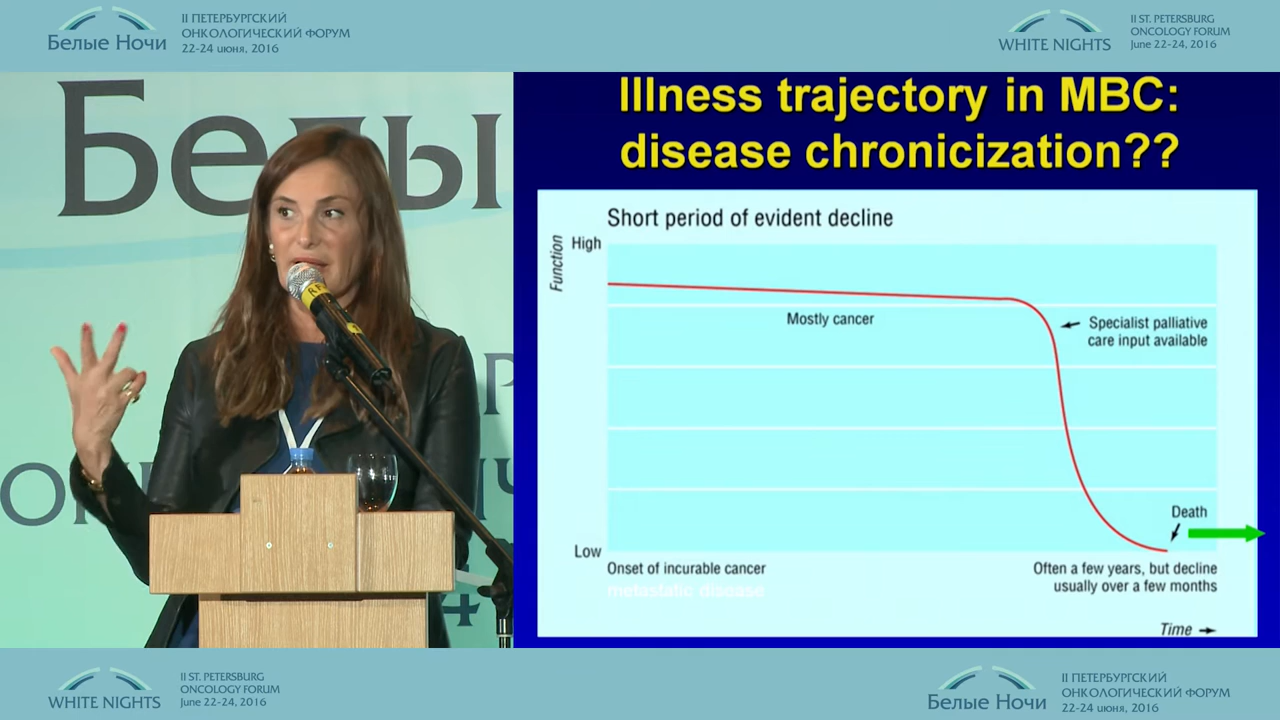 Белые Ночи
II ПЕТЕРБУРГСКИЙ
ОНКОЛОГИЧЕСКИЙ ФОРУМ
22-24 июня, 2016
WHITE NIGHTS
II ST. PETERSBURG
ONCOLOGY FORUM
June 22-24, 2016
Белы
Illness trajectory in MBC:
disease chronicization??
Short period of evident decline
High
Function
Mostly cancer
Specialist palliative
care input available
Death
Low
Onset of incurable cancer
metastatic disease
Often a few years, but decline
usually over a few months
Time
WHITE NIGHTS
II ST. PETERSBURG
ONCOLOGY FORUM
June 22-24, 2016
Белые Ночи
II ПЕТЕРБУРГСКИЙ
ОНКОЛОГИЧЕСКИЙ ФОРУМ
22-24 июня, 2016